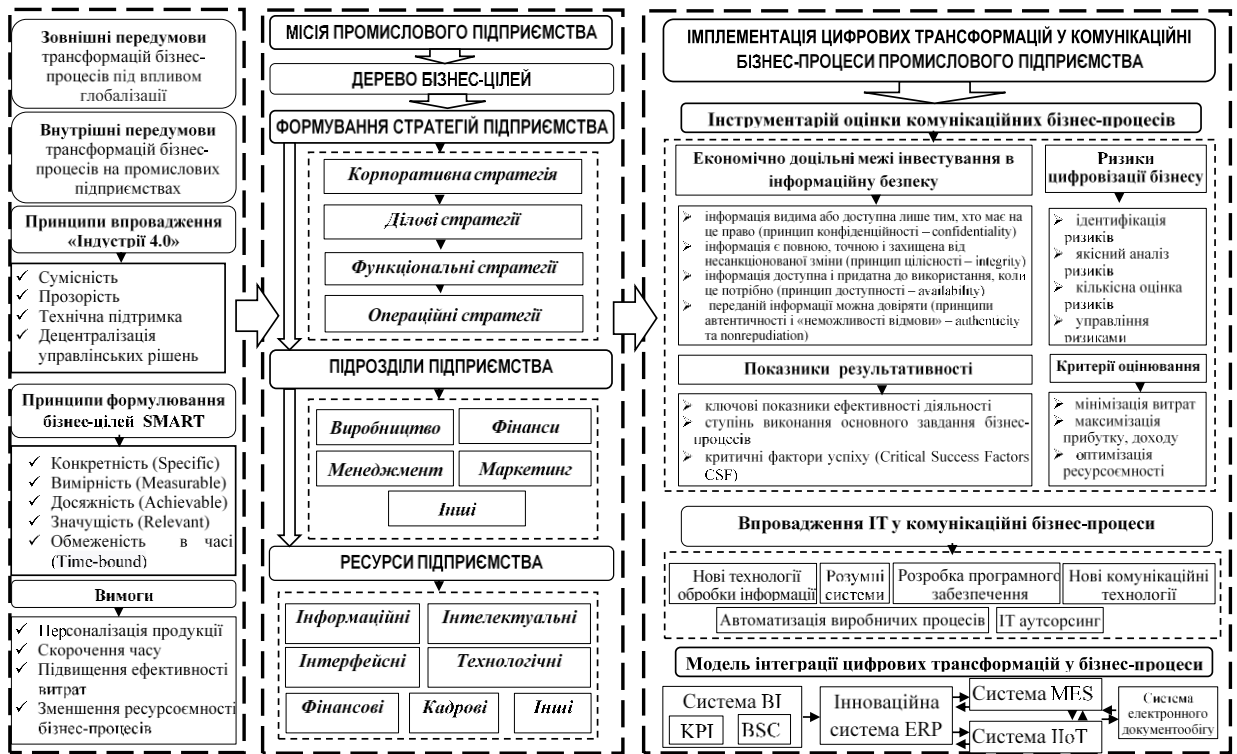 Зовнішні передумови
трансформацій бізнес-
процесів під впливом
глобалізації
Внутрішні передумови
трансформацій бізнес-
процесів на промислових
підприємствах
Принципи впровадження
«Індустрії 4.0»
✓ Сумісність
✓ Прозорість
✓ Технічна підтримка
✓ Децентралізація
управлінських рішень
Принципи формулювання
бізнес-цілей SMART
✓ Конкретність (Specific)
✓ Вимірність (Measurable)
✓ Досяжність (Achievable)
✓ Значущість (Relevant)
✓ Обмеженість в часі
(Time-bound)
Вимоги
✓ Персоналізація продукції
✓ Скорочення часу
✓ Підвищення ефективності
витрат
✓ Зменшення ресурсоємності
бізнес-процесів
МІСІЯ ПРОМИСЛОВОГО ПІДПРИЄМСТВА
ДЕРЕВО БІЗНЕС-ЦІЛЕЙ
ФОРМУВАННЯ СТРАТЕГІЙ ПІДПРИЄМСТВА
Корпоративна стратегія
Ділові стратегії
Функціональні стратегії
Операційні стратегії
ПІДРОЗДІЛИ ПІДПРИЄМСТВА
Виробництво
Фінанси
Менеджмент
Маркетинг
Інші
РЕСУРСИ ПІДПРИЄМСТВА
Інформаційні
Інтелектуальні
Інтерфейсні
Технологічні
Фінансові
Кадрові
Інші
ІМПЛЕМЕНТАЦІЯ ЦИФРОВИХ ТРАНСФОРМАЦІЙ У КОМУНІКАЦІЙНІ
БІЗНЕС-ПРОЦЕСИ ПРОМИСЛОВОГО ПІДПРИЄМСТВА
Інструментарій оцінки комунікаційних бізнес-процесів
Економічно доцільні межі інвестування в
інформаційну безпеку
➢ інформація видима або доступна лише тим, хто має на
це право (принцип конфіденційності – confidentiality)
➢ інформація є повною, точною і захищена від
несанкціонованої зміни (принцип цілісності – integrity)
➢ інформація доступна і придатна до використання, коли
це потрібно (принцип доступності – availability)
➢ переданій інформації можна довіряти (принципи
автентичності і «неможливості відмови» – authenticity
та nonrepudiation)
Ризики
цифровізації бізнесу
➢ ідентифікація
ризиків
➢ якісний аналіз
ризиків
➢ кількісна оцінка
ризиків
➢ управління
ризиками
Показники результативності
➢ ключові показники ефективності діяльності
➢ ступінь виконання основного завдання бізнес-
процесів
➢ критичні фактори успіху (Critical Success Factors
CSF)
Критерії оцінювання
➢ мінімізація витрат
➢ максимізація
прибутку, доходу
➢ оптимізація
ресурсоємності
Впровадження ІТ у комунікаційні бізнес-процеси
Нові технології
обробки інформації
Розумні
системи
Розробка програмного
забезпечення
Нові комунікаційні
технології
Автоматизація виробничих процесів
ІТ аутсорсинг
Модель інтеграції цифрових трансформацій у бізнес-процеси
Система BI
KPI
BSC
Інноваційна
система ERP
Система MES
Система IIoT
Система
електронного
документообігу